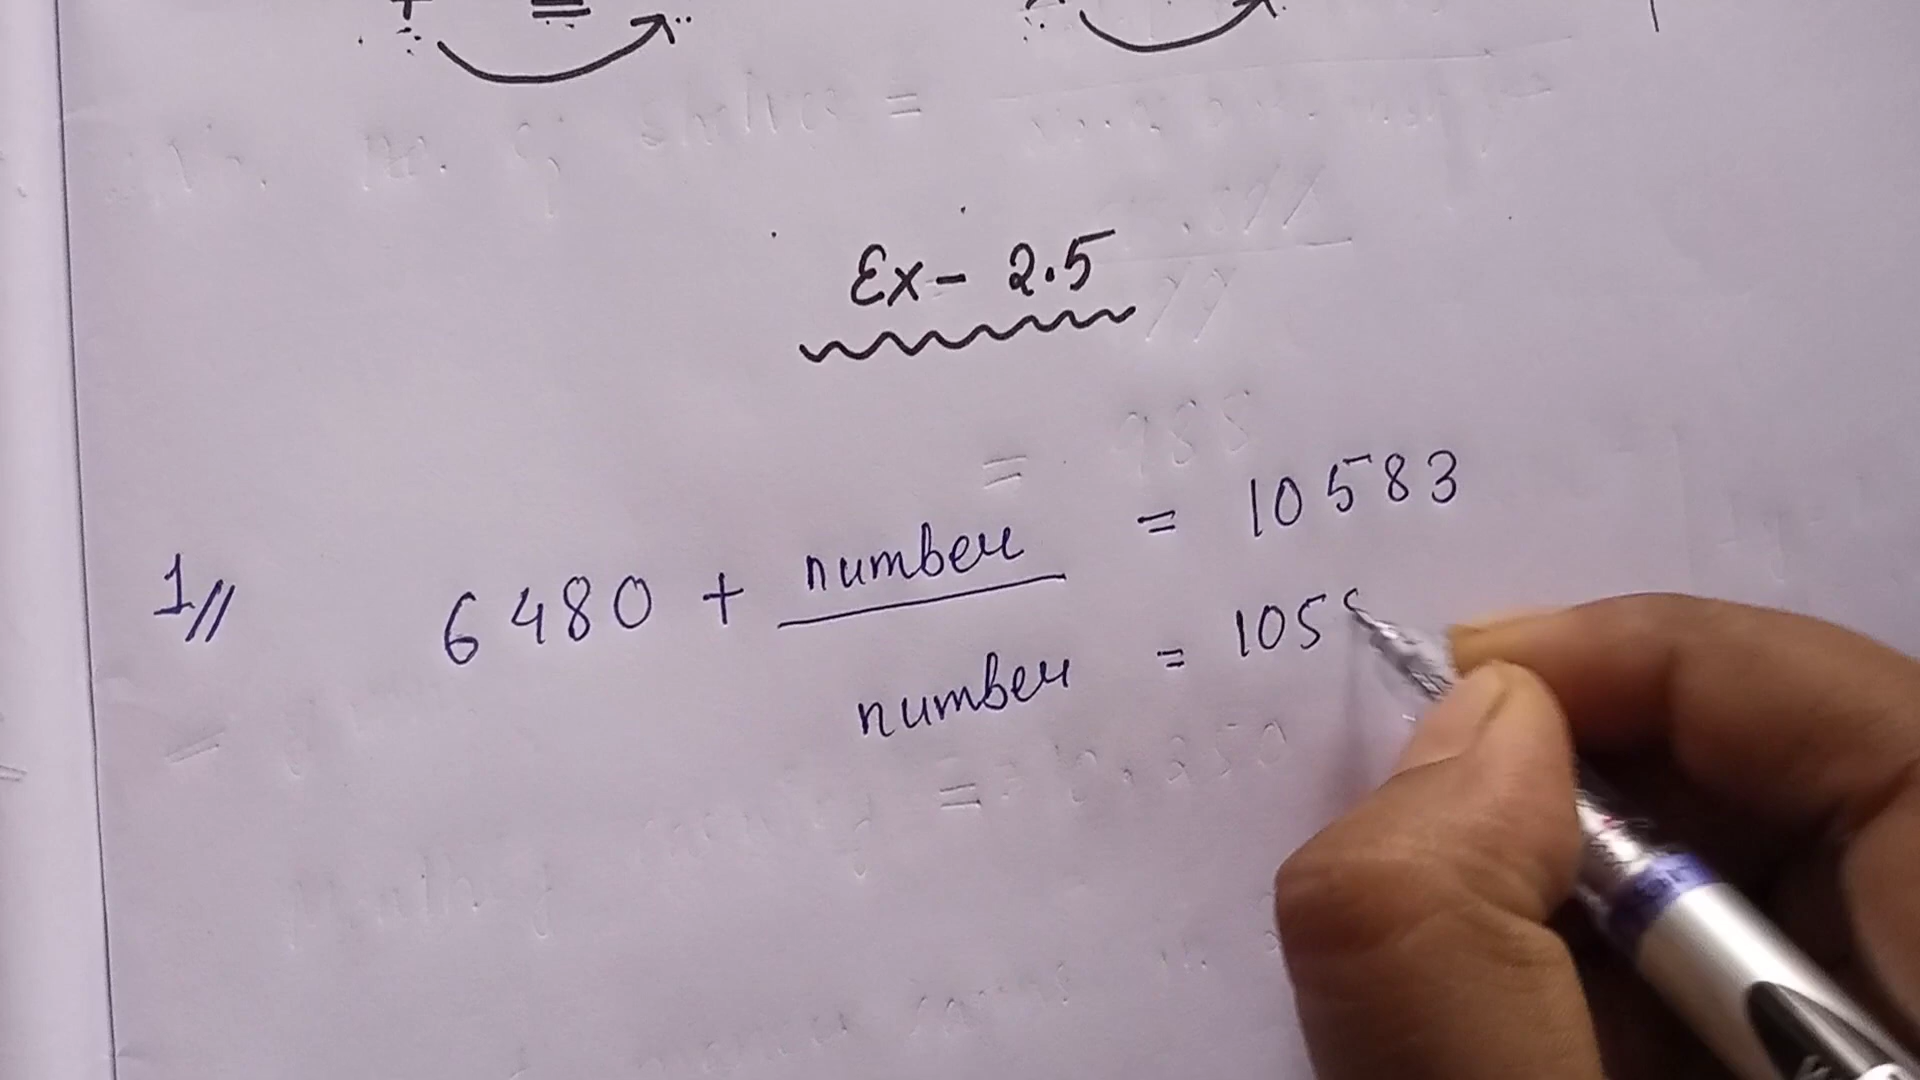 Ex- 2.5
1// 6480 + number = 10583
number = 105